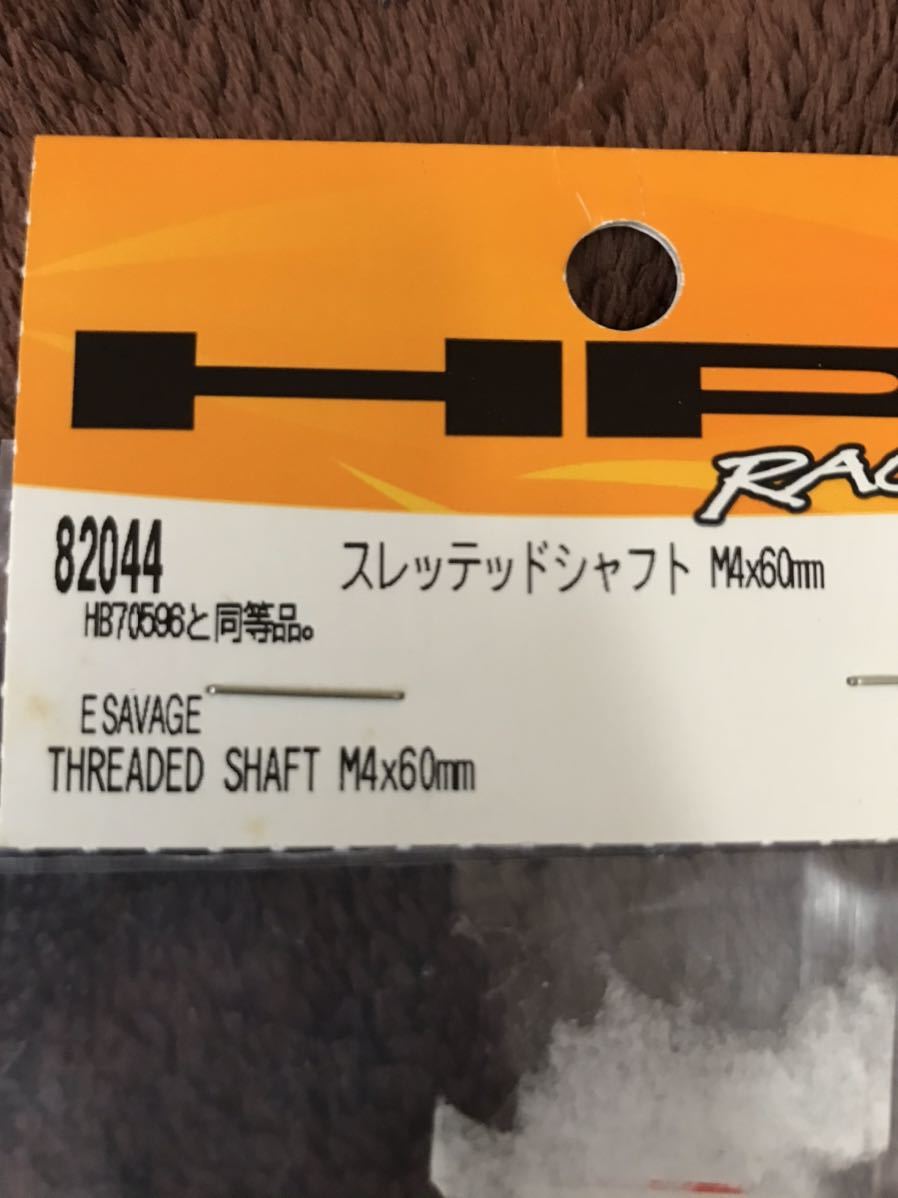 HP
RAC
82044 スレッテッドシャフト M4x60mm
HB70596と同等品。
E SAVAGE
THREADED SHAFT M4x60mm